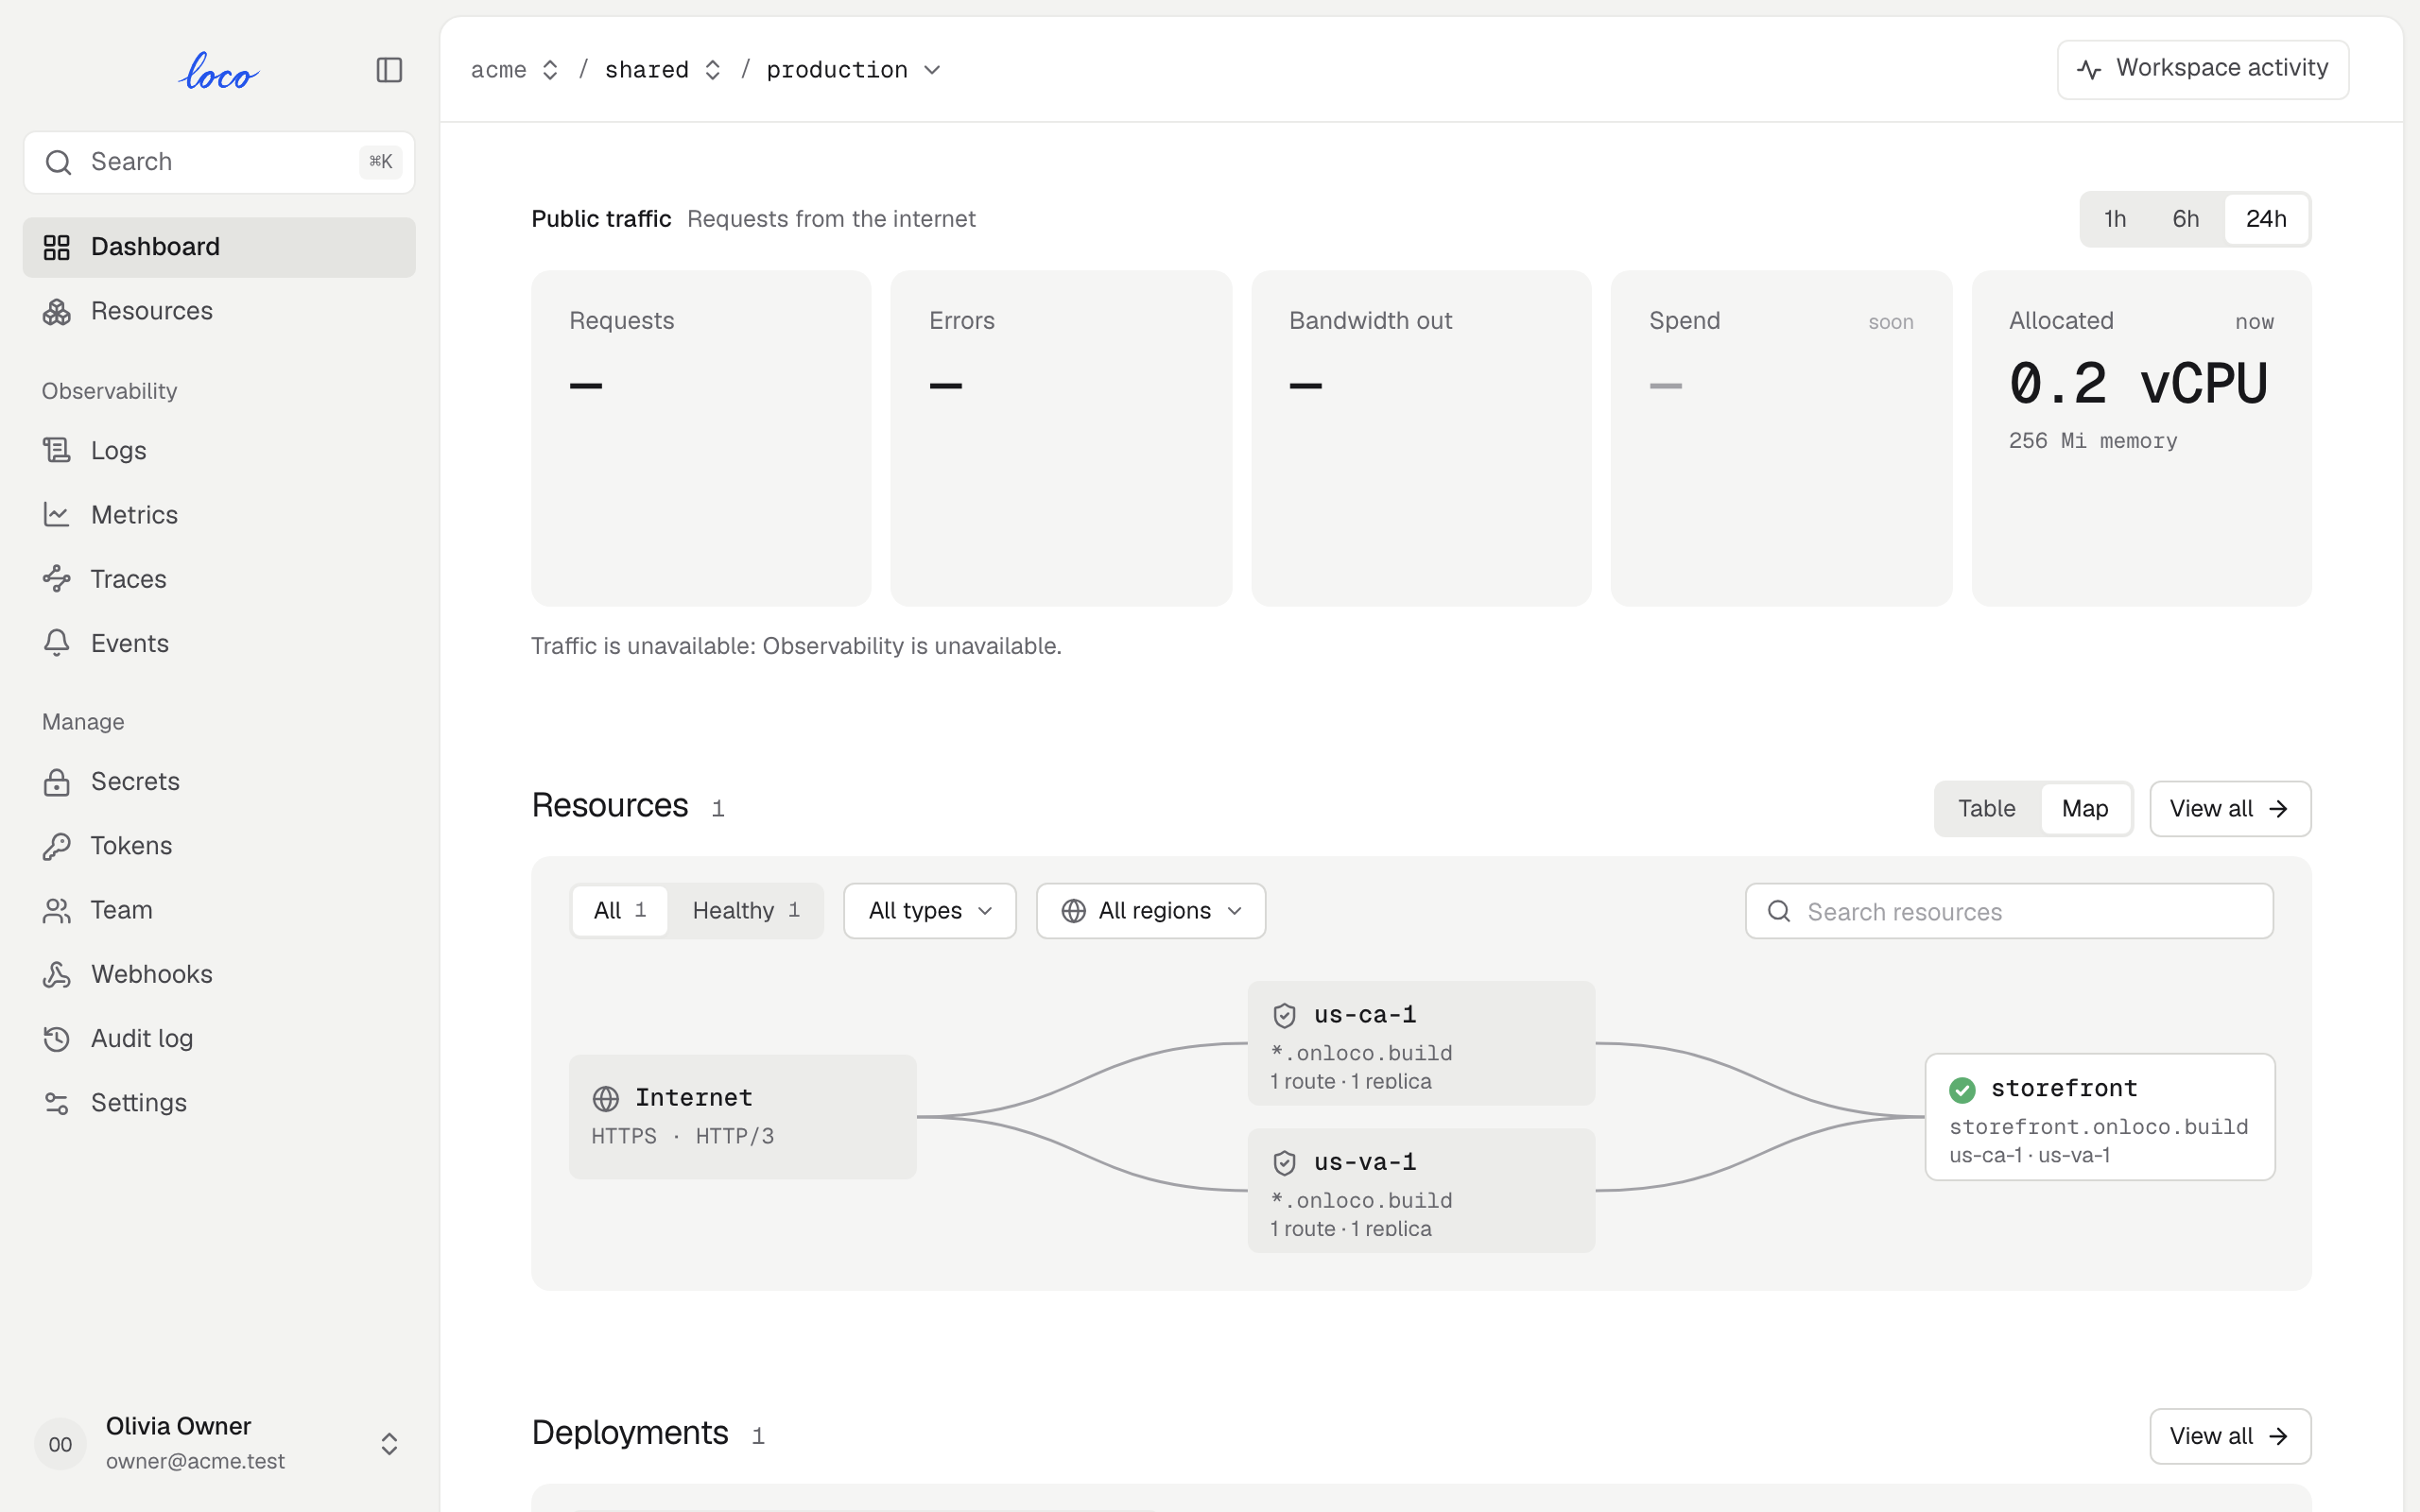 loco
Search ⌘K
Dashboard
Resources
Observability
Logs
Metrics
Traces
Events
Manage
Secrets
Tokens
Team
Webhooks
Audit log
Settings
OO
Olivia Owner
owner@acme.test
acme / shared / production
Workspace activity
Public traffic Requests from the internet
1h 6h 24h
Requests
—
Errors
—
Bandwidth out
—
Spend soon
—
Allocated now
0.2 vCPU
256 Mi memory
Traffic is unavailable: Observability is unavailable.
Resources 1
Table Map View all →
All 1 Healthy 1 All types All regions
Search resources
Internet
HTTPS · HTTP/3
us-ca-1
*.onloco.build
1 route · 1 replica
us-va-1
*.onloco.build
1 route · 1 replica
storefront
storefront.onloco.build
us-ca-1 · us-va-1
Deployments 1
View all →